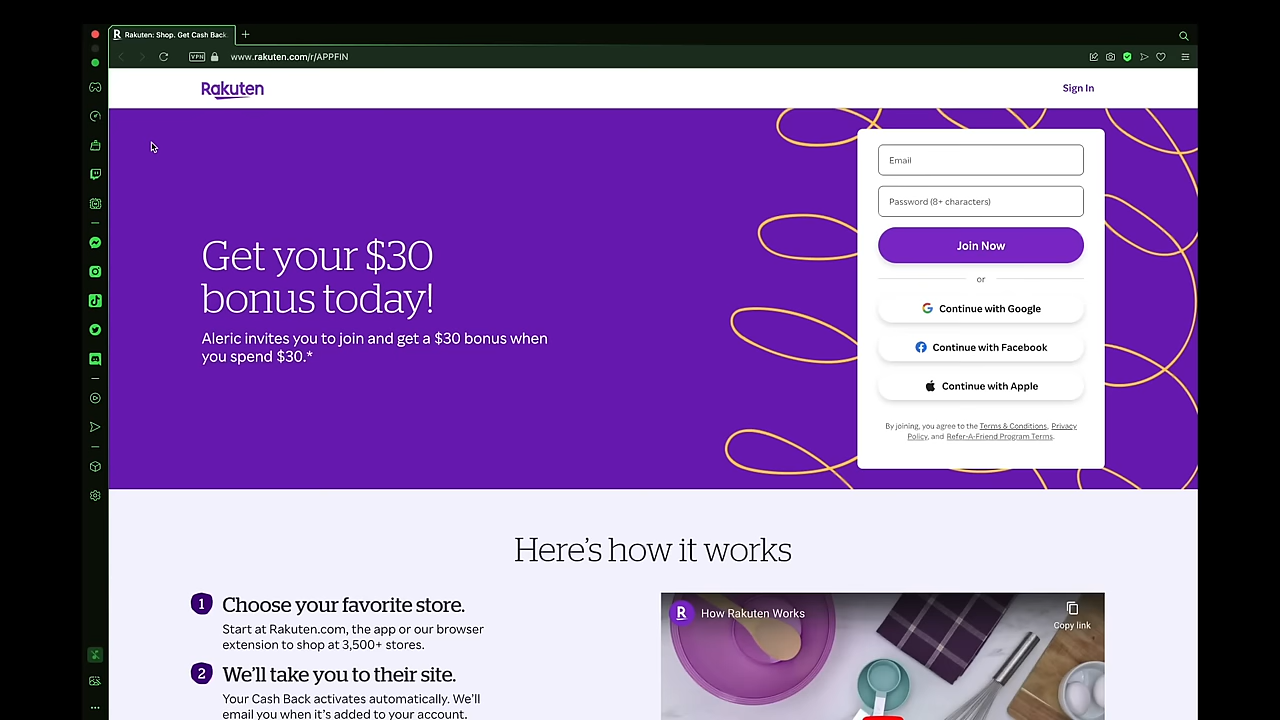 Rakuten: Shop. Get Cash Back
VPN
www.rakuten.com/r/APPFIN
Rakuten
Sign In
Get your $30
bonus today!
Aleric invites you to join and get a $30 bonus when
you spend $30.*
Email
Password (8+ characters)
Join Now
or
Continue with Google
Continue with Facebook
Continue with Apple
By joining, you agree to the Terms & Conditions, Privacy
Policy, and Refer-A-Friend Program Terms.
Here's how it works
1 Choose your favorite store.
Start at Rakuten.com, the app or our browser
extension to shop at 3,500+ stores.
2 We'll take you to their site.
Your Cash Back activates automatically. We'll
email you when it's added to your account.
R How Rakuten Works
Copy link